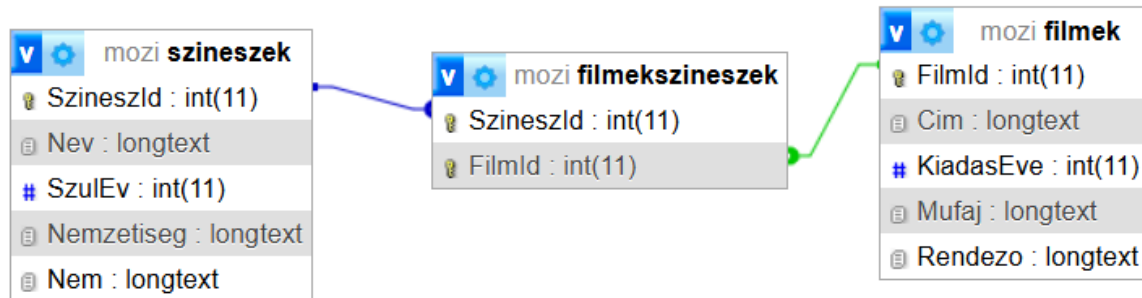 v mozi szineszek
SzineszId : int(11)
Nev : longtext
# SzulEv : int(11)
Nemzetiseg : longtext
Nem : longtext
v mozi filmekszineszek
SzineszId : int(11)
FilmId : int(11)
v mozi filmek
FilmId : int(11)
Cim : longtext
# KiadasEve : int(11)
Mufaj : longtext
Rendezo : longtext